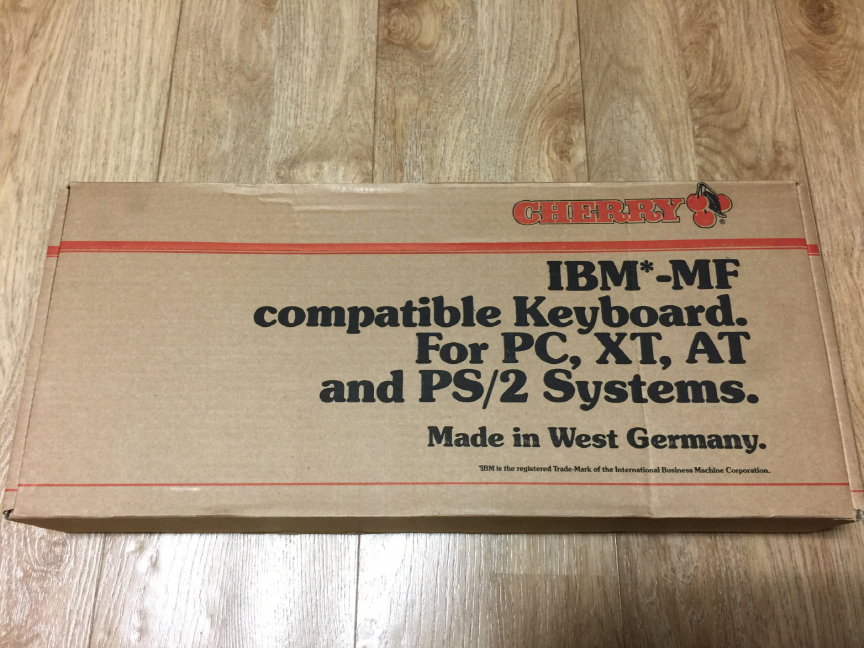 CHERRY
®
IBM*-MF
compatible Keyboard.
For PC, XT, AT
and PS/2 Systems.
Made in West Germany.
*IBM is the registered Trade-Mark of the International Business Machine Corporation.